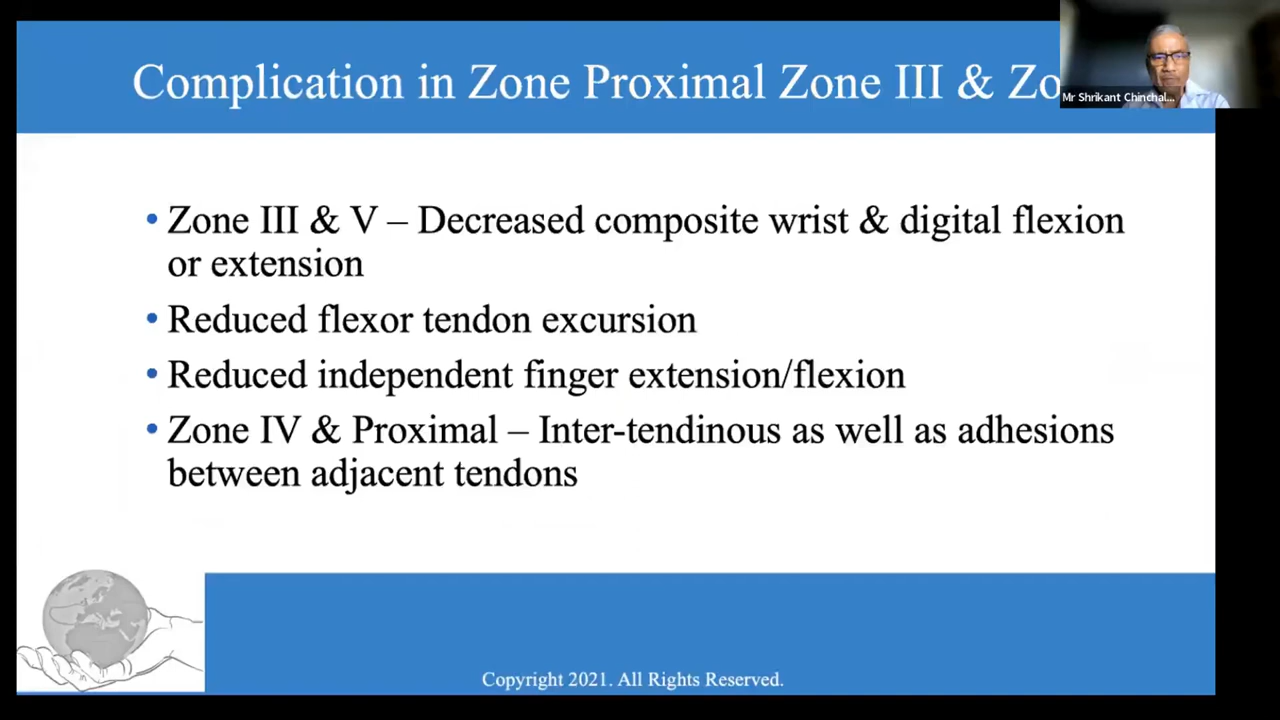 Complication in Zone Proximal Zone III & Zo
Mr Shrikant Chinchal...
• Zone III & V – Decreased composite wrist & digital flexion
or extension
• Reduced flexor tendon excursion
• Reduced independent finger extension/flexion
• Zone IV & Proximal – Inter-tendinous as well as adhesions
between adjacent tendons
Copyright 2021. All Rights Reserved.